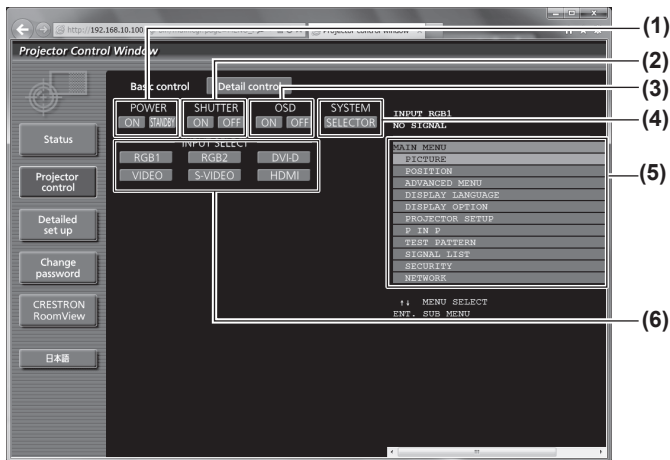 (1)
http://192.168.10.100
Projector Control Window
Projector Control Window
(2)
Basic control
Detail control
(3)
POWER
SHUTTER
OSD
SYSTEM
ON STANDBY
ON OFF
ON OFF
SELECTOR
(4)
INPUT RGB1
NO SIGNAL
INPUT SELECT
RGB1
RGB2
DVI-D
VIDEO
S-VIDEO
HDMI
Status
Projector control
Detailed set up
Change password
CRESTRON RoomView
日本語
MAIN MENU
PICTURE
POSITION
ADVANCED MENU
DISPLAY LANGUAGE
DISPLAY OPTION
PROJECTOR SETUP
P IN P
TEST PATTERN
SIGNAL LIST
SECURITY
NETWORK
(5)
↑↓ MENU SELECT
ENT. SUB MENU
(6)